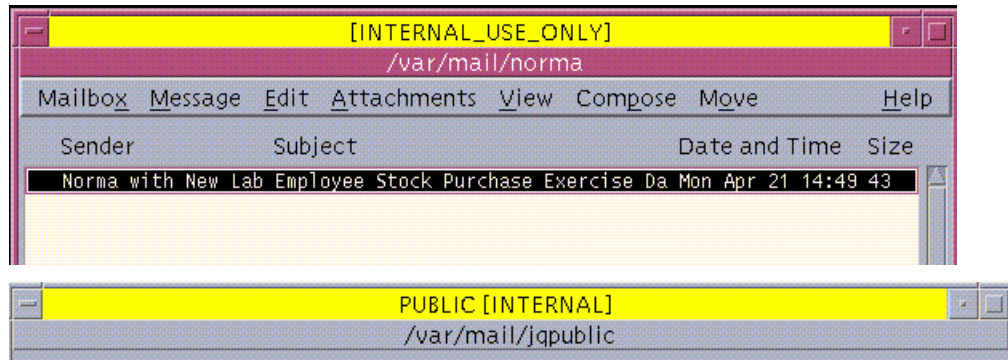 [INTERNAL_USE_ONLY]
/var/mail/norma
Mailbox Message Edit Attachments View Compose Move Help
Sender Subject Date and Time Size
Norma with New Lab Employee Stock Purchase Exercise Da Mon Apr 21 14:49 43
PUBLIC [INTERNAL]
/var/mail/jqpublic